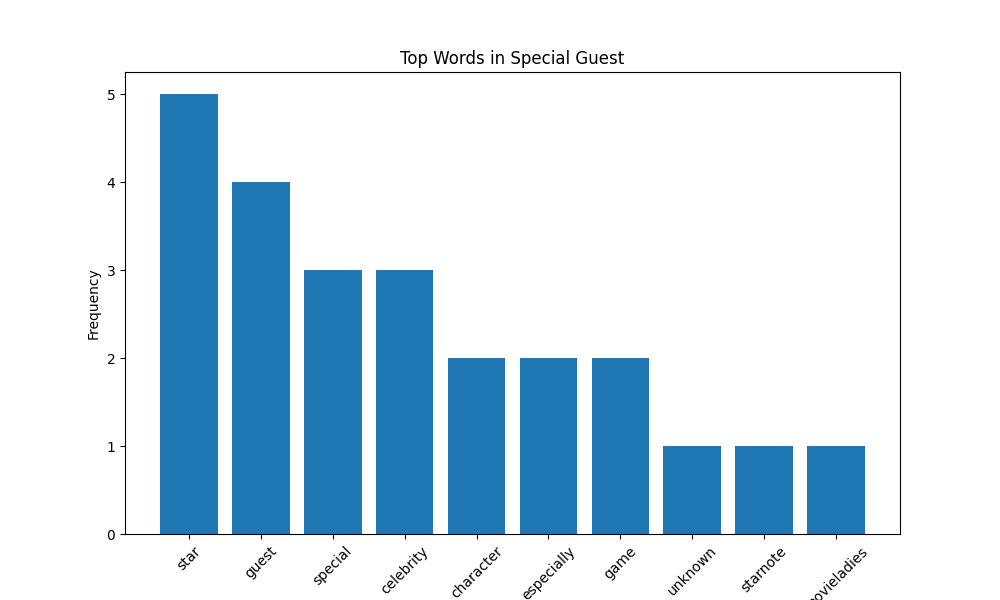 Top Words in Special Guest
Frequency
5
4
3
2
1
0
star
guest
special
celebrity
character
especially
game
unknown
starnote